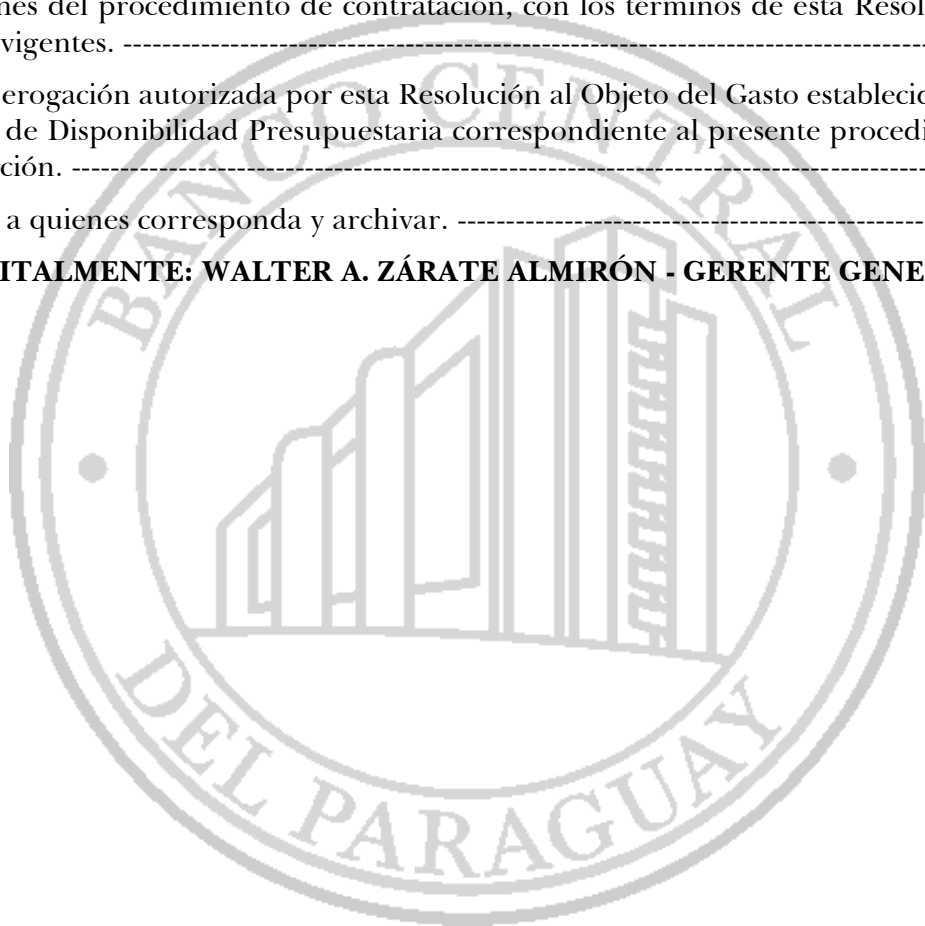 nes del procedimiento de contratación, con los términos de esta Resol
vigentes. ------------------------------------------------------------------------------------
erogación autorizada por esta Resolución al Objeto del Gasto establecid
de Disponibilidad Presupuestaria correspondiente al presente procedi
ción. ------------------------------------------------------------------------------------------
a quienes corresponda y archivar. -------------------------------------------------
ITALMENTE: WALTER A. ZÁRATE ALMIRÓN - GERENTE GENE
BANCO CENTRAL
DEL PARAGUAY